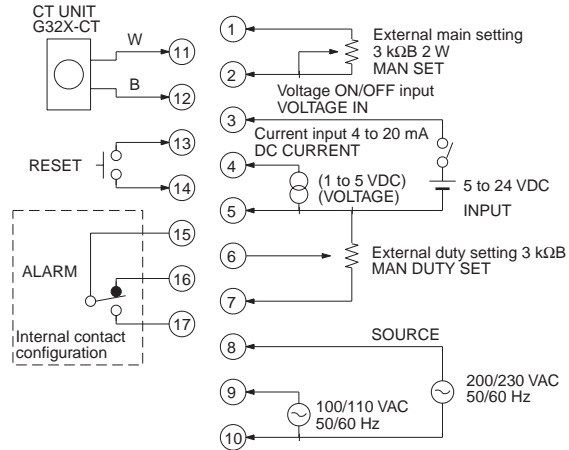 CT UNIT
G32X-CT
W
B
11
12
13
RESET
14
15
ALARM
16
17
Internal contact
configuration
1
External main setting
3 kΩB 2 W
MAN SET
2
Voltage ON/OFF input
VOLTAGE IN
3
Current input 4 to 20 mA
DC CURRENT
4
(1 to 5 VDC)
(VOLTAGE)
5 to 24 VDC
INPUT
5
6
External duty setting 3 kΩB
MAN DUTY SET
7
SOURCE
8
200/230 VAC
50/60 Hz
9
100/110 VAC
50/60 Hz
10